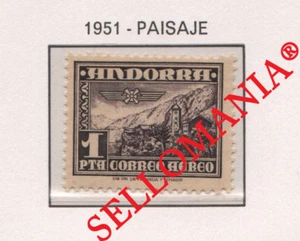 1951 - PAISAJE
ANDORRA
1
PTA CORREO AEREO
SELLOMANIA®